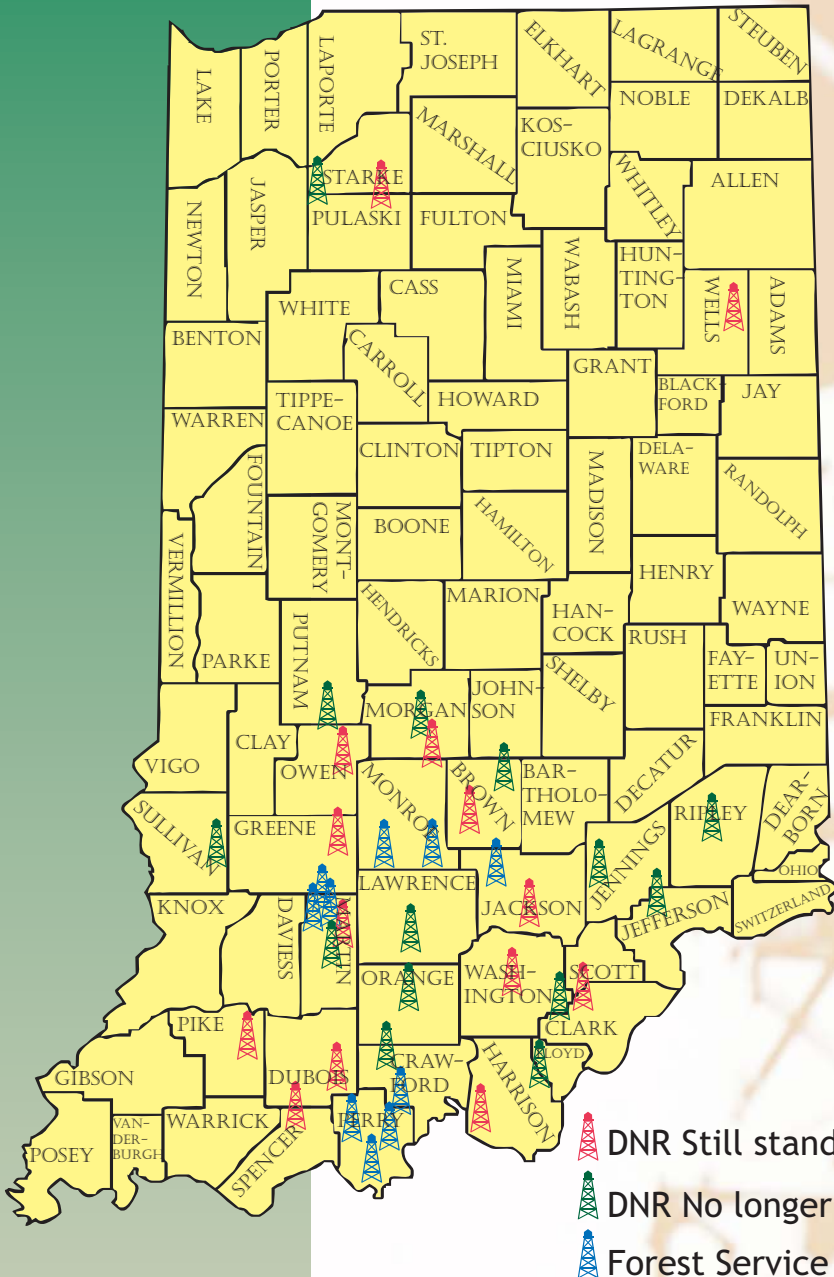 STEUBEN
LAGRANGE
ELKHART
ST.
JOSEPH
LAPORTE
PORTER
LAKE
NOBLE
DEKALB
MARSHALL
KOS-
CIUSKO
STARKE
WHITLEY
ALLEN
JASPER
NEWTON
PULASKI
FULTON
WABASH
MIAMI
HUN-
TING-
TON
WELLS
ADAMS
CASS
WHITE
BENTON
CARROLL
GRANT
BLACK-
FORD
JAY
HOWARD
TIPPE-
CANOE
WARREN
CLINTON
TIPTON
DELA-
WARE
MADISON
RANDOLPH
FOUNTAIN
MONT-
GOMERY
BOONE
HAMILTON
VERMILLION
HENRY
WAYNE
HENDRICKS
MARION
HAN-
COCK
RUSH
PUTNAM
PARKE
FAY-
ETTE
UN-
ION
SHELBY
JOHN-
SON
MORGAN
FRANKLIN
CLAY
VIGO
OWEN
MONROE
BROWN
BAR-
THOLO-
MEW
DECATUR
RIPLEY
DEAR-
BORN
SULLIVAN
GREENE
JENNINGS
OHIO
LAWRENCE
JACKSON
JEFFERSON
SWITZERLAND
KNOX
DAVIESS
MARTIN
ORANGE
WASH-
INGTON
SCOTT
CLARK
PIKE
DUBOIS
CRAW-
FORD
HARRISON
LOYD
GIBSON
PERRY
WARRICK
SPENCER
VAN-
DER-
BURGH
POSEY
DNR Still stand
DNR No longer
Forest Service